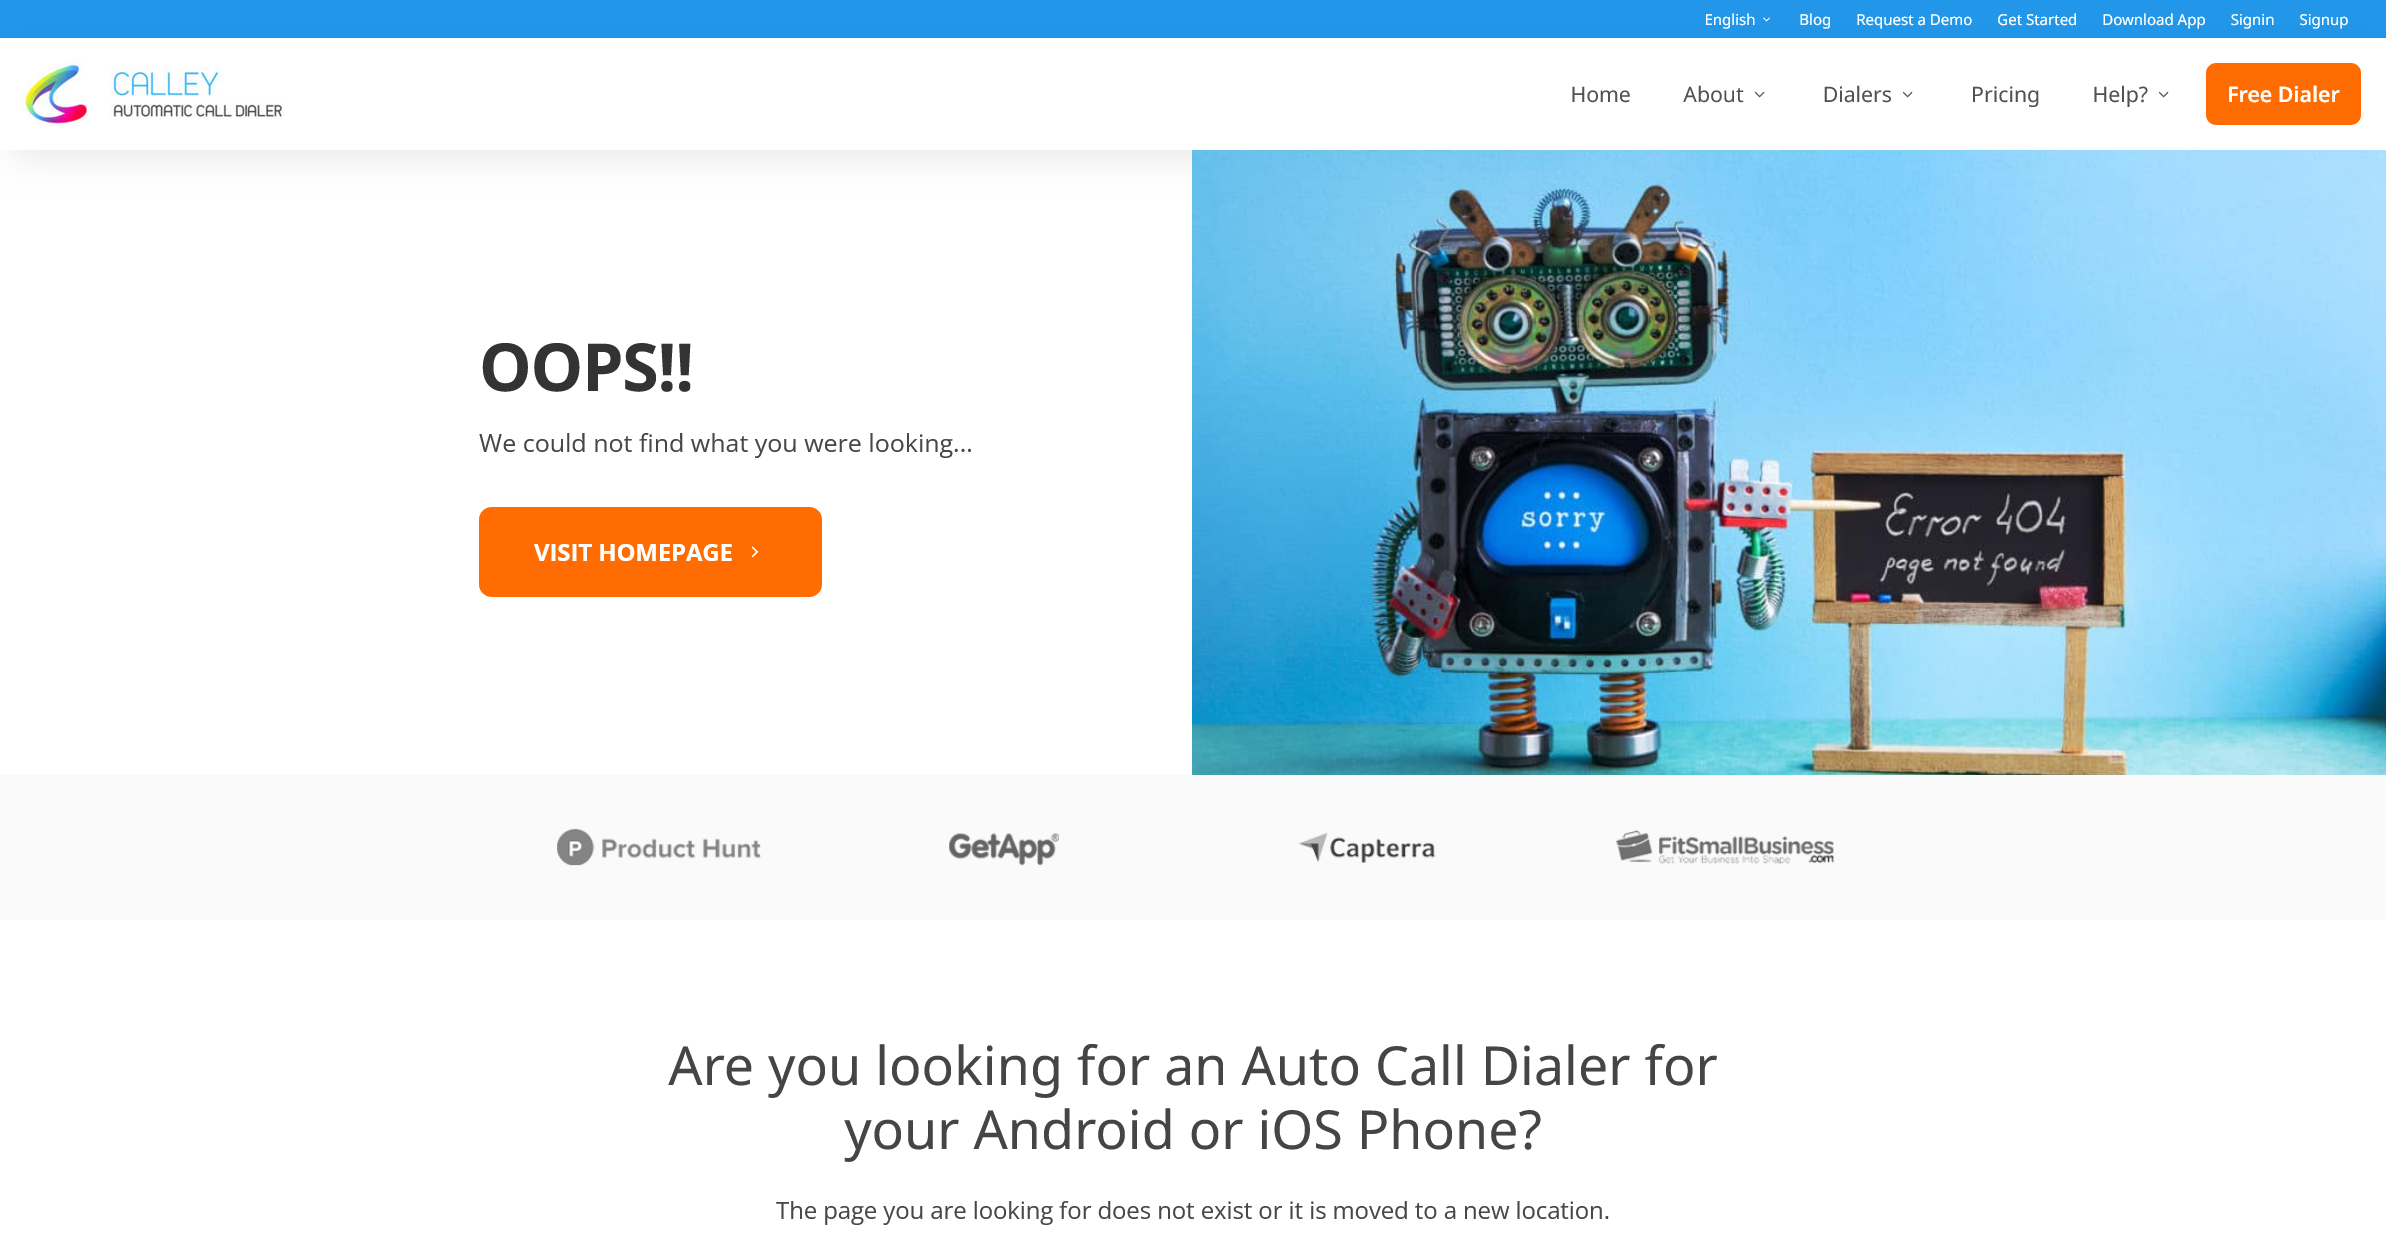 English Blog Request a Demo Get Started Download App Signin Signup
CALLEY
AUTOMATIC CALL DIALER
Home About Dialers Pricing Help? Free Dialer
OOPS!!
We could not find what you were looking...
VISIT HOMEPAGE
sorry
Error 404
page not found
P Product Hunt
GetApp®
Capterra
FitSmallBusiness
Get Your Business Into Shape .com
Are you looking for an Auto Call Dialer for
your Android or iOS Phone?
The page you are looking for does not exist or it is moved to a new location.